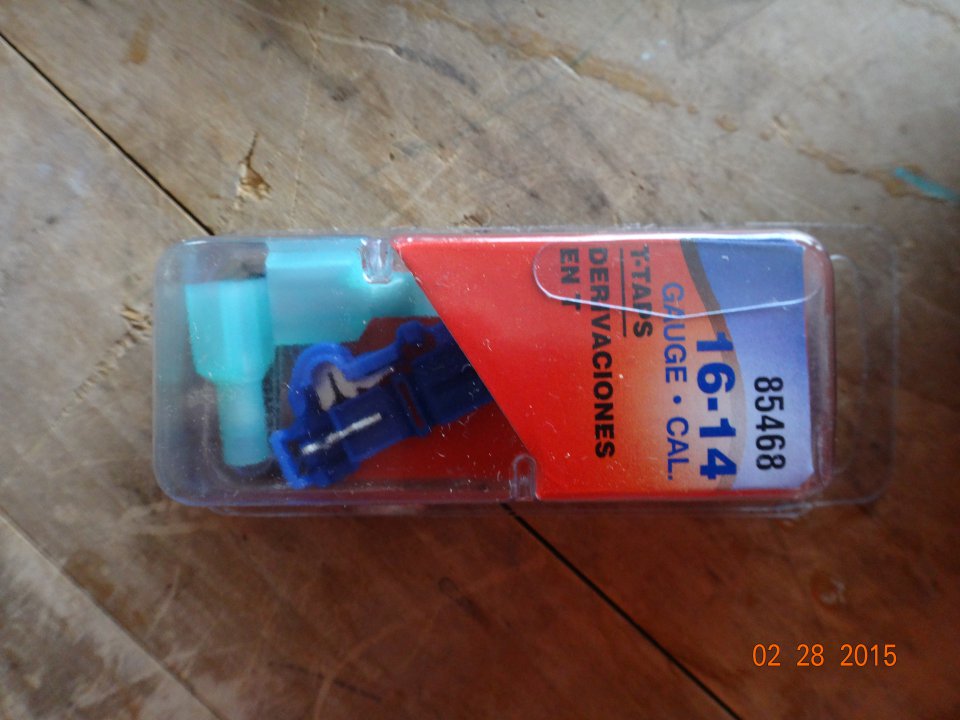 85468
16-14
GAUGE • CAL.
T-TAPS
DERIVACIONES
EN T
02 28 2015